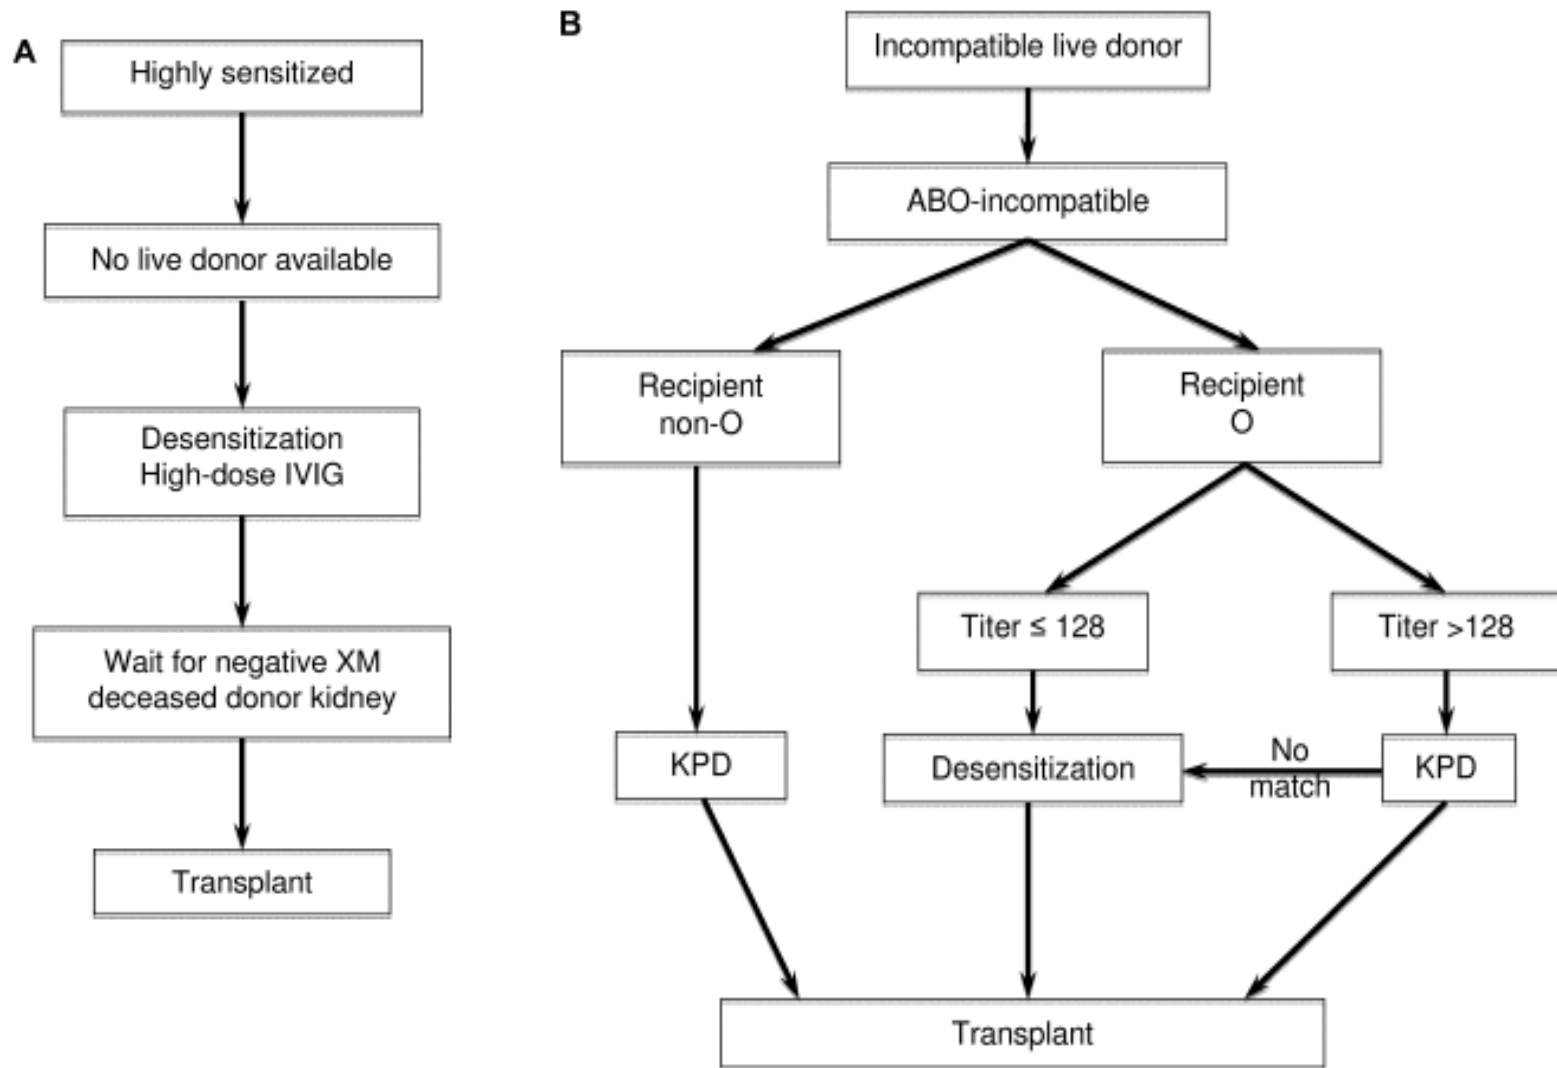 A
Highly sensitized
No live donor available
Desensitization
High-dose IVIG
Wait for negative XM
deceased donor kidney
Transplant
B
Incompatible live donor
ABO-incompatible
Recipient
non-O
Recipient
O
Titer ≤ 128
Titer >128
KPD
Desensitization
No
match
KPD
Transplant